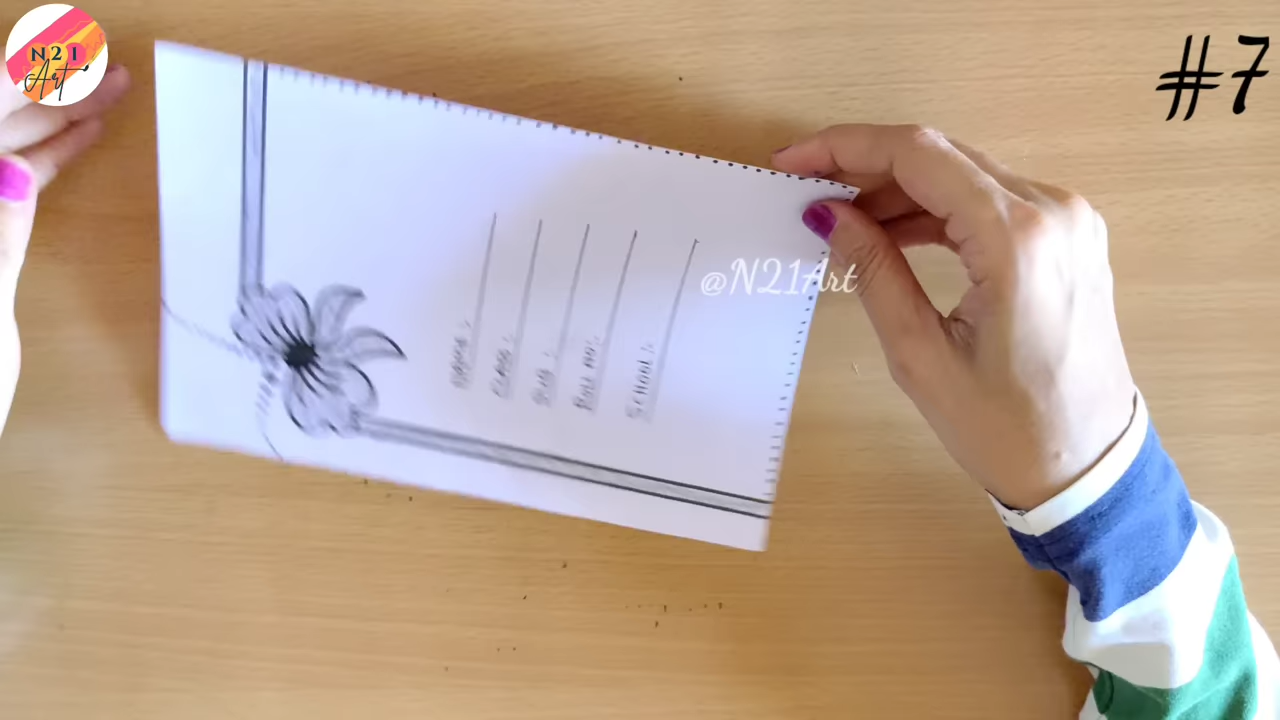 N21
Art
#7
@N21Art
NAME :-
CLASS :-
SUB :-
ROLL NO:-
SCHOOL :-